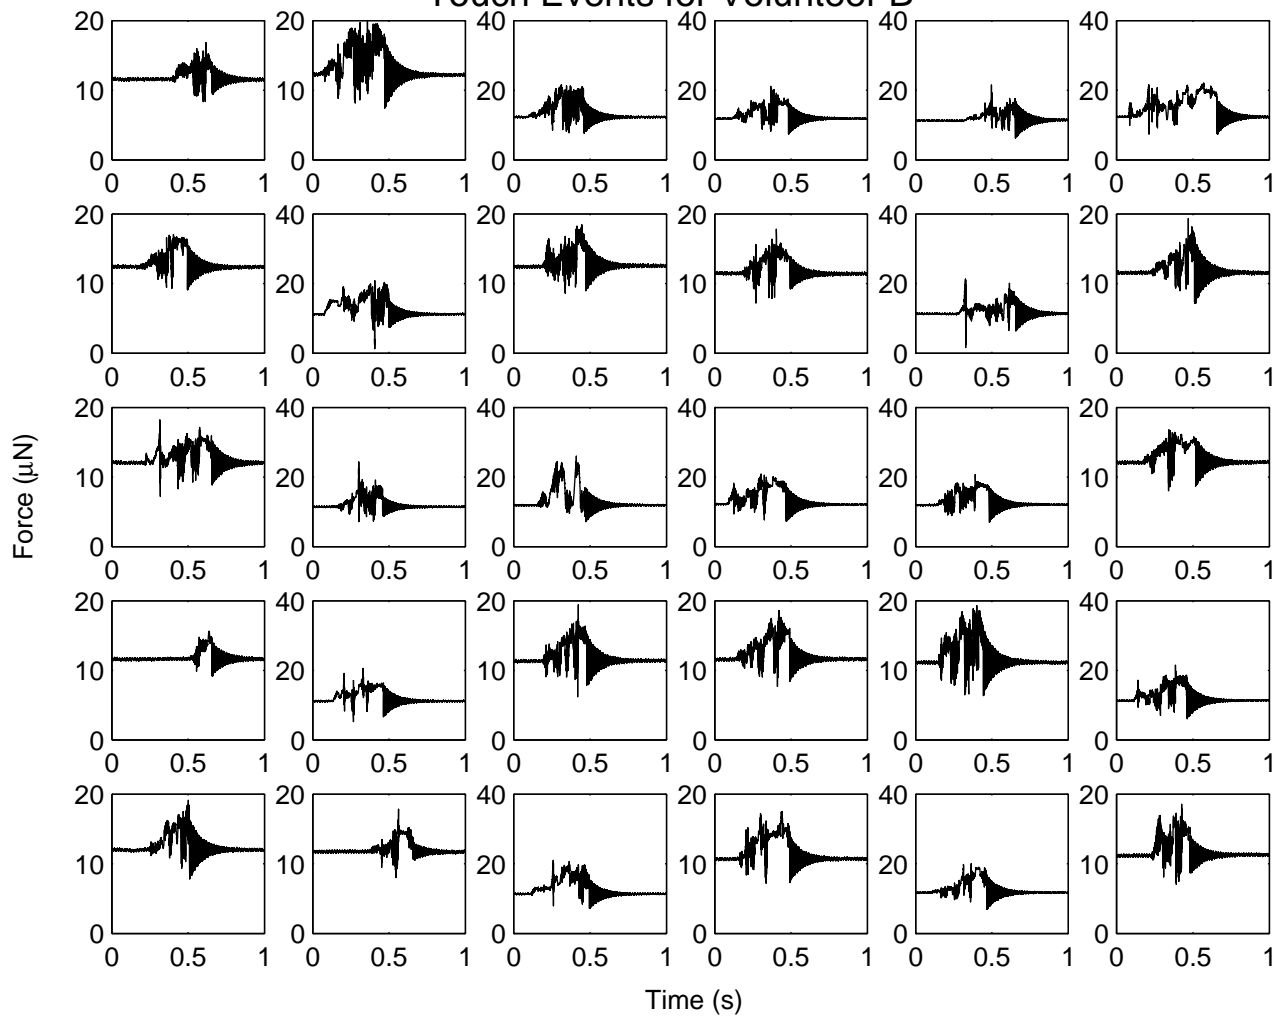 Touch Events for Volunteer
20 20 40 40 40 40
10 10 20 20 20 20
0 0 0 0 0 0
0 0.5 1 0 0.5 1 0 0.5 1 0 0.5 1 0 0.5 1 0 0.5 1
20 40 20 20 40 20
10 20 10 10 20 10
0 0 0 0 0 0
0 0.5 1 0 0.5 1 0 0.5 1 0 0.5 1 0 0.5 1 0 0.5 1
Force (μN)
20 40 40 40 40 20
10 20 20 20 20 10
0 0 0 0 0 0
0 0.5 1 0 0.5 1 0 0.5 1 0 0.5 1 0 0.5 1 0 0.5 1
20 40 20 20 20 40
10 20 10 10 10 20
0 0 0 0 0 0
0 0.5 1 0 0.5 1 0 0.5 1 0 0.5 1 0 0.5 1 0 0.5 1
20 20 40 20 40 20
10 10 20 10 20 10
0 0 0 0 0 0
0 0.5 1 0 0.5 1 0 0.5 1 0 0.5 1 0 0.5 1 0 0.5 1
Time (s)